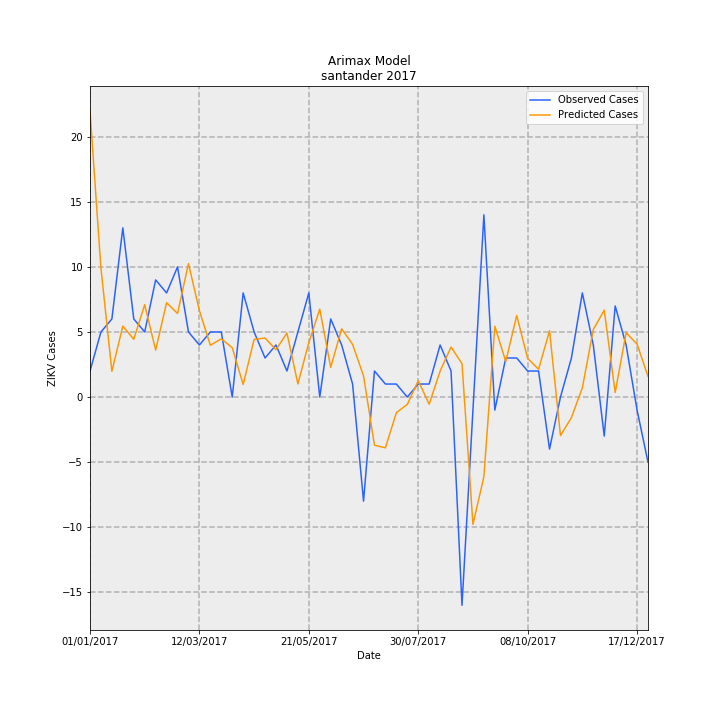 Arimax Model
santander 2017
Observed Cases
Predicted Cases
ZIKV Cases
20
15
10
5
0
−5
−10
−15
01/01/2017 12/03/2017 21/05/2017 30/07/2017 08/10/2017 17/12/2017
Date